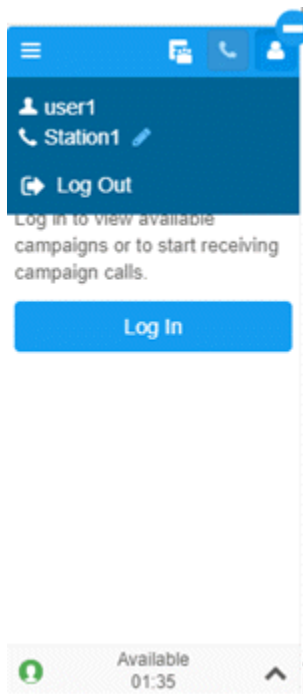 user1
Station1
Log Out
Log in to view available
campaigns or to start receiving
campaign calls.
Log In
Available
01:35